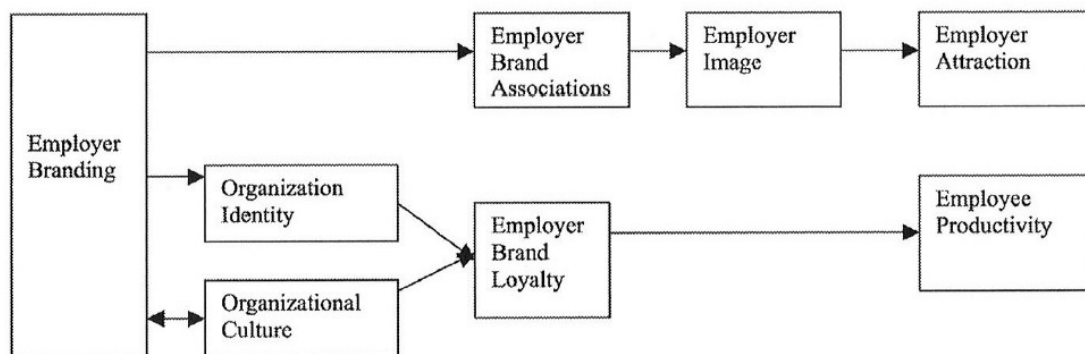 Employer
Branding
Employer
Brand
Associations
Employer
Image
Employer
Attraction
Organization
Identity
Organizational
Culture
Employer
Brand
Loyalty
Employee
Productivity